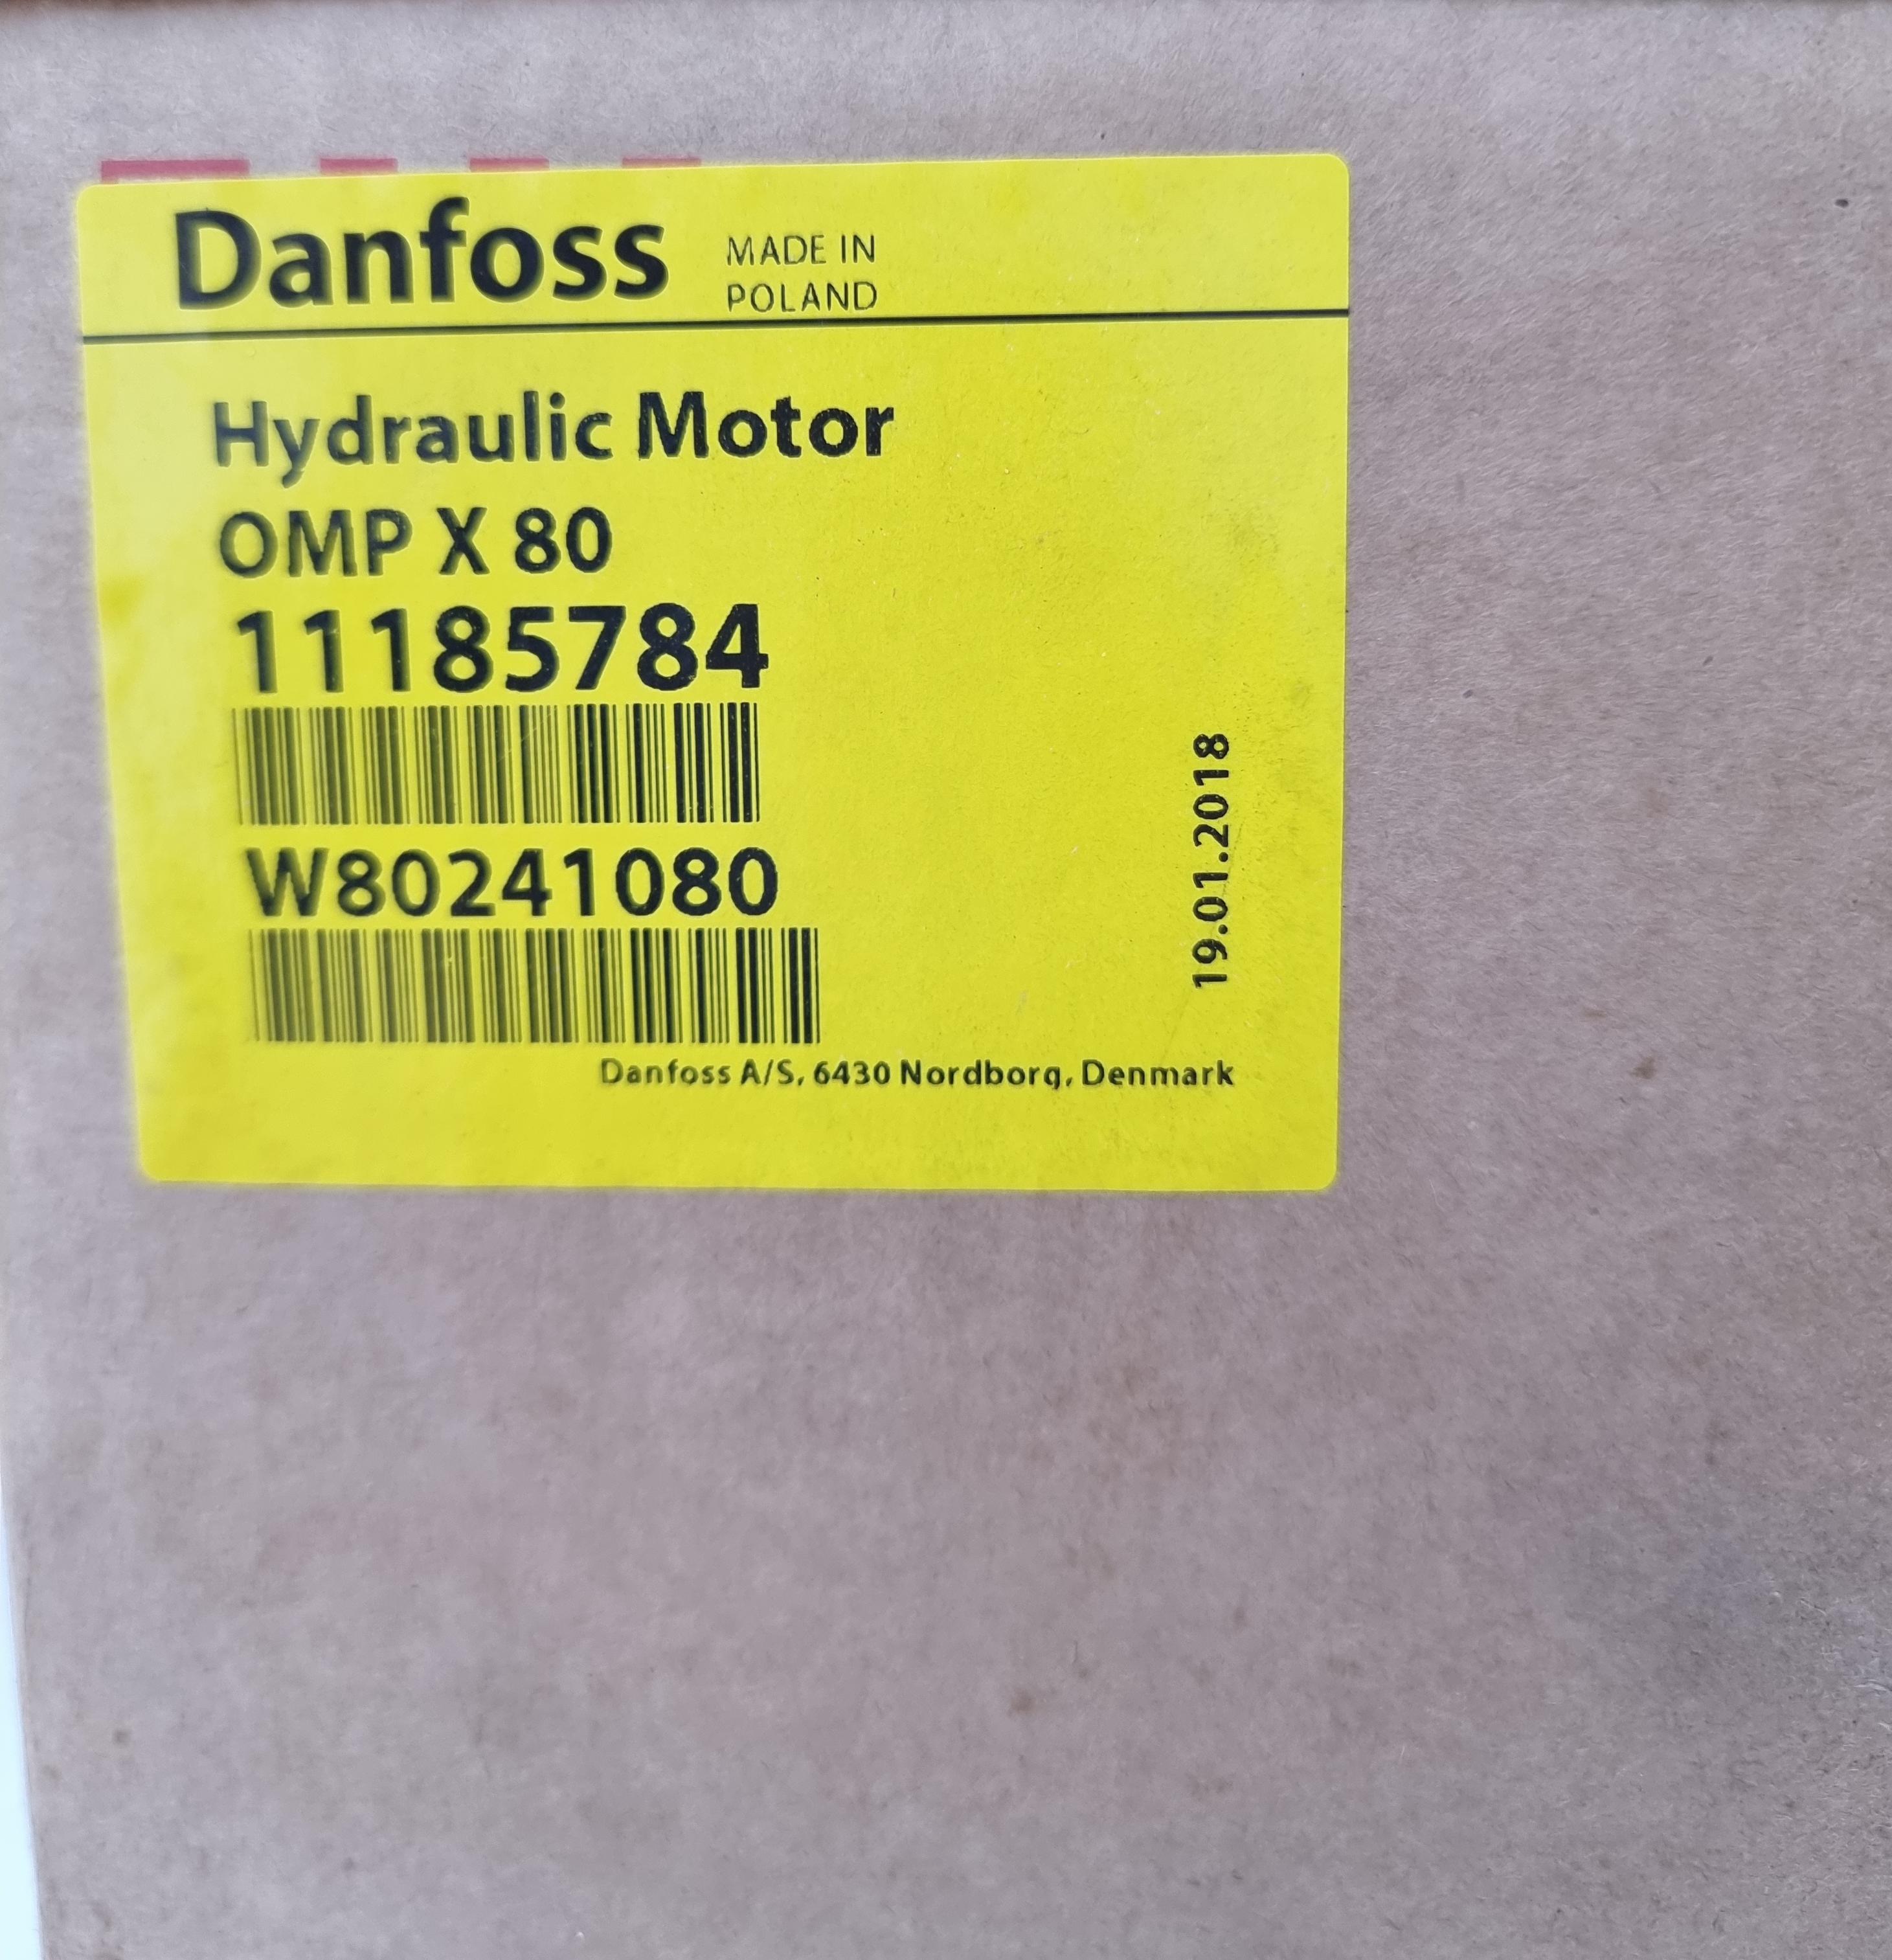 Danfoss
MADE IN
POLAND
Hydraulic Motor
OMP X 80
11185784
W80241080
19.01.2018
Danfoss A/S, 6430 Nordborg, Denmark